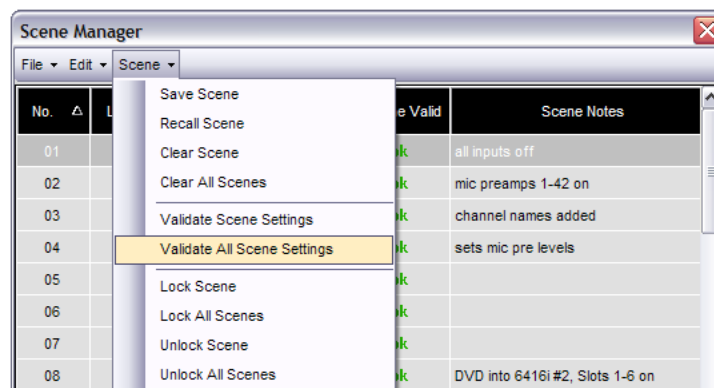 Scene Manager
File Edit Scene
No. L e Valid Scene Notes
Save Scene
Recall Scene
Clear Scene
Clear All Scenes
Validate Scene Settings
Validate All Scene Settings
Lock Scene
Lock All Scenes
Unlock Scene
Unlock All Scenes
01 k all inputs off
02 k mic preamps 1-42 on
03 k channel names added
04 k sets mic pre levels
05 k
06 k
07 k
08 k DVD into 6416i #2, Slots 1-6 on